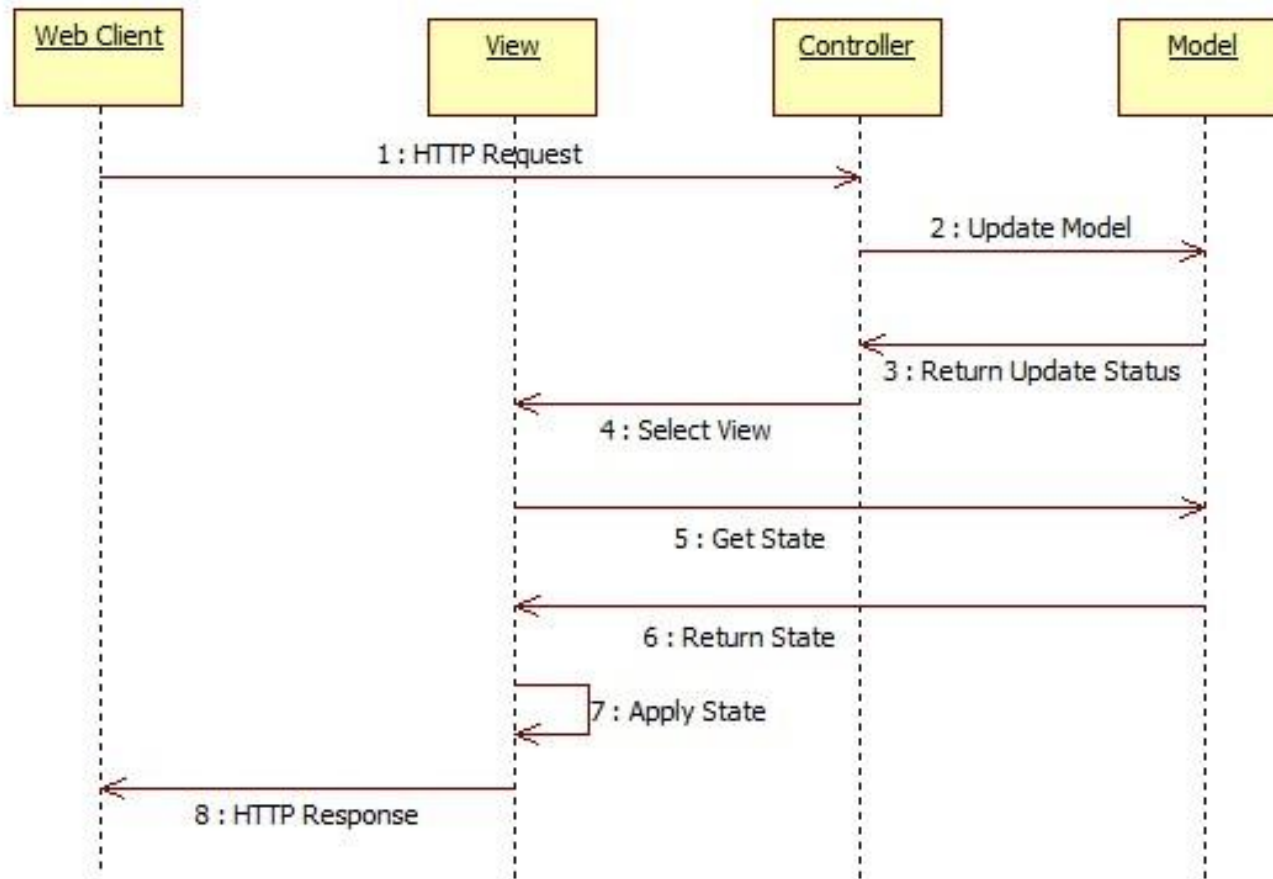 Web Client
View
Controller
Model
1 : HTTP Request
2 : Update Model
3 : Return Update Status
4 : Select View
5 : Get State
6 : Return State
7 : Apply State
8 : HTTP Response